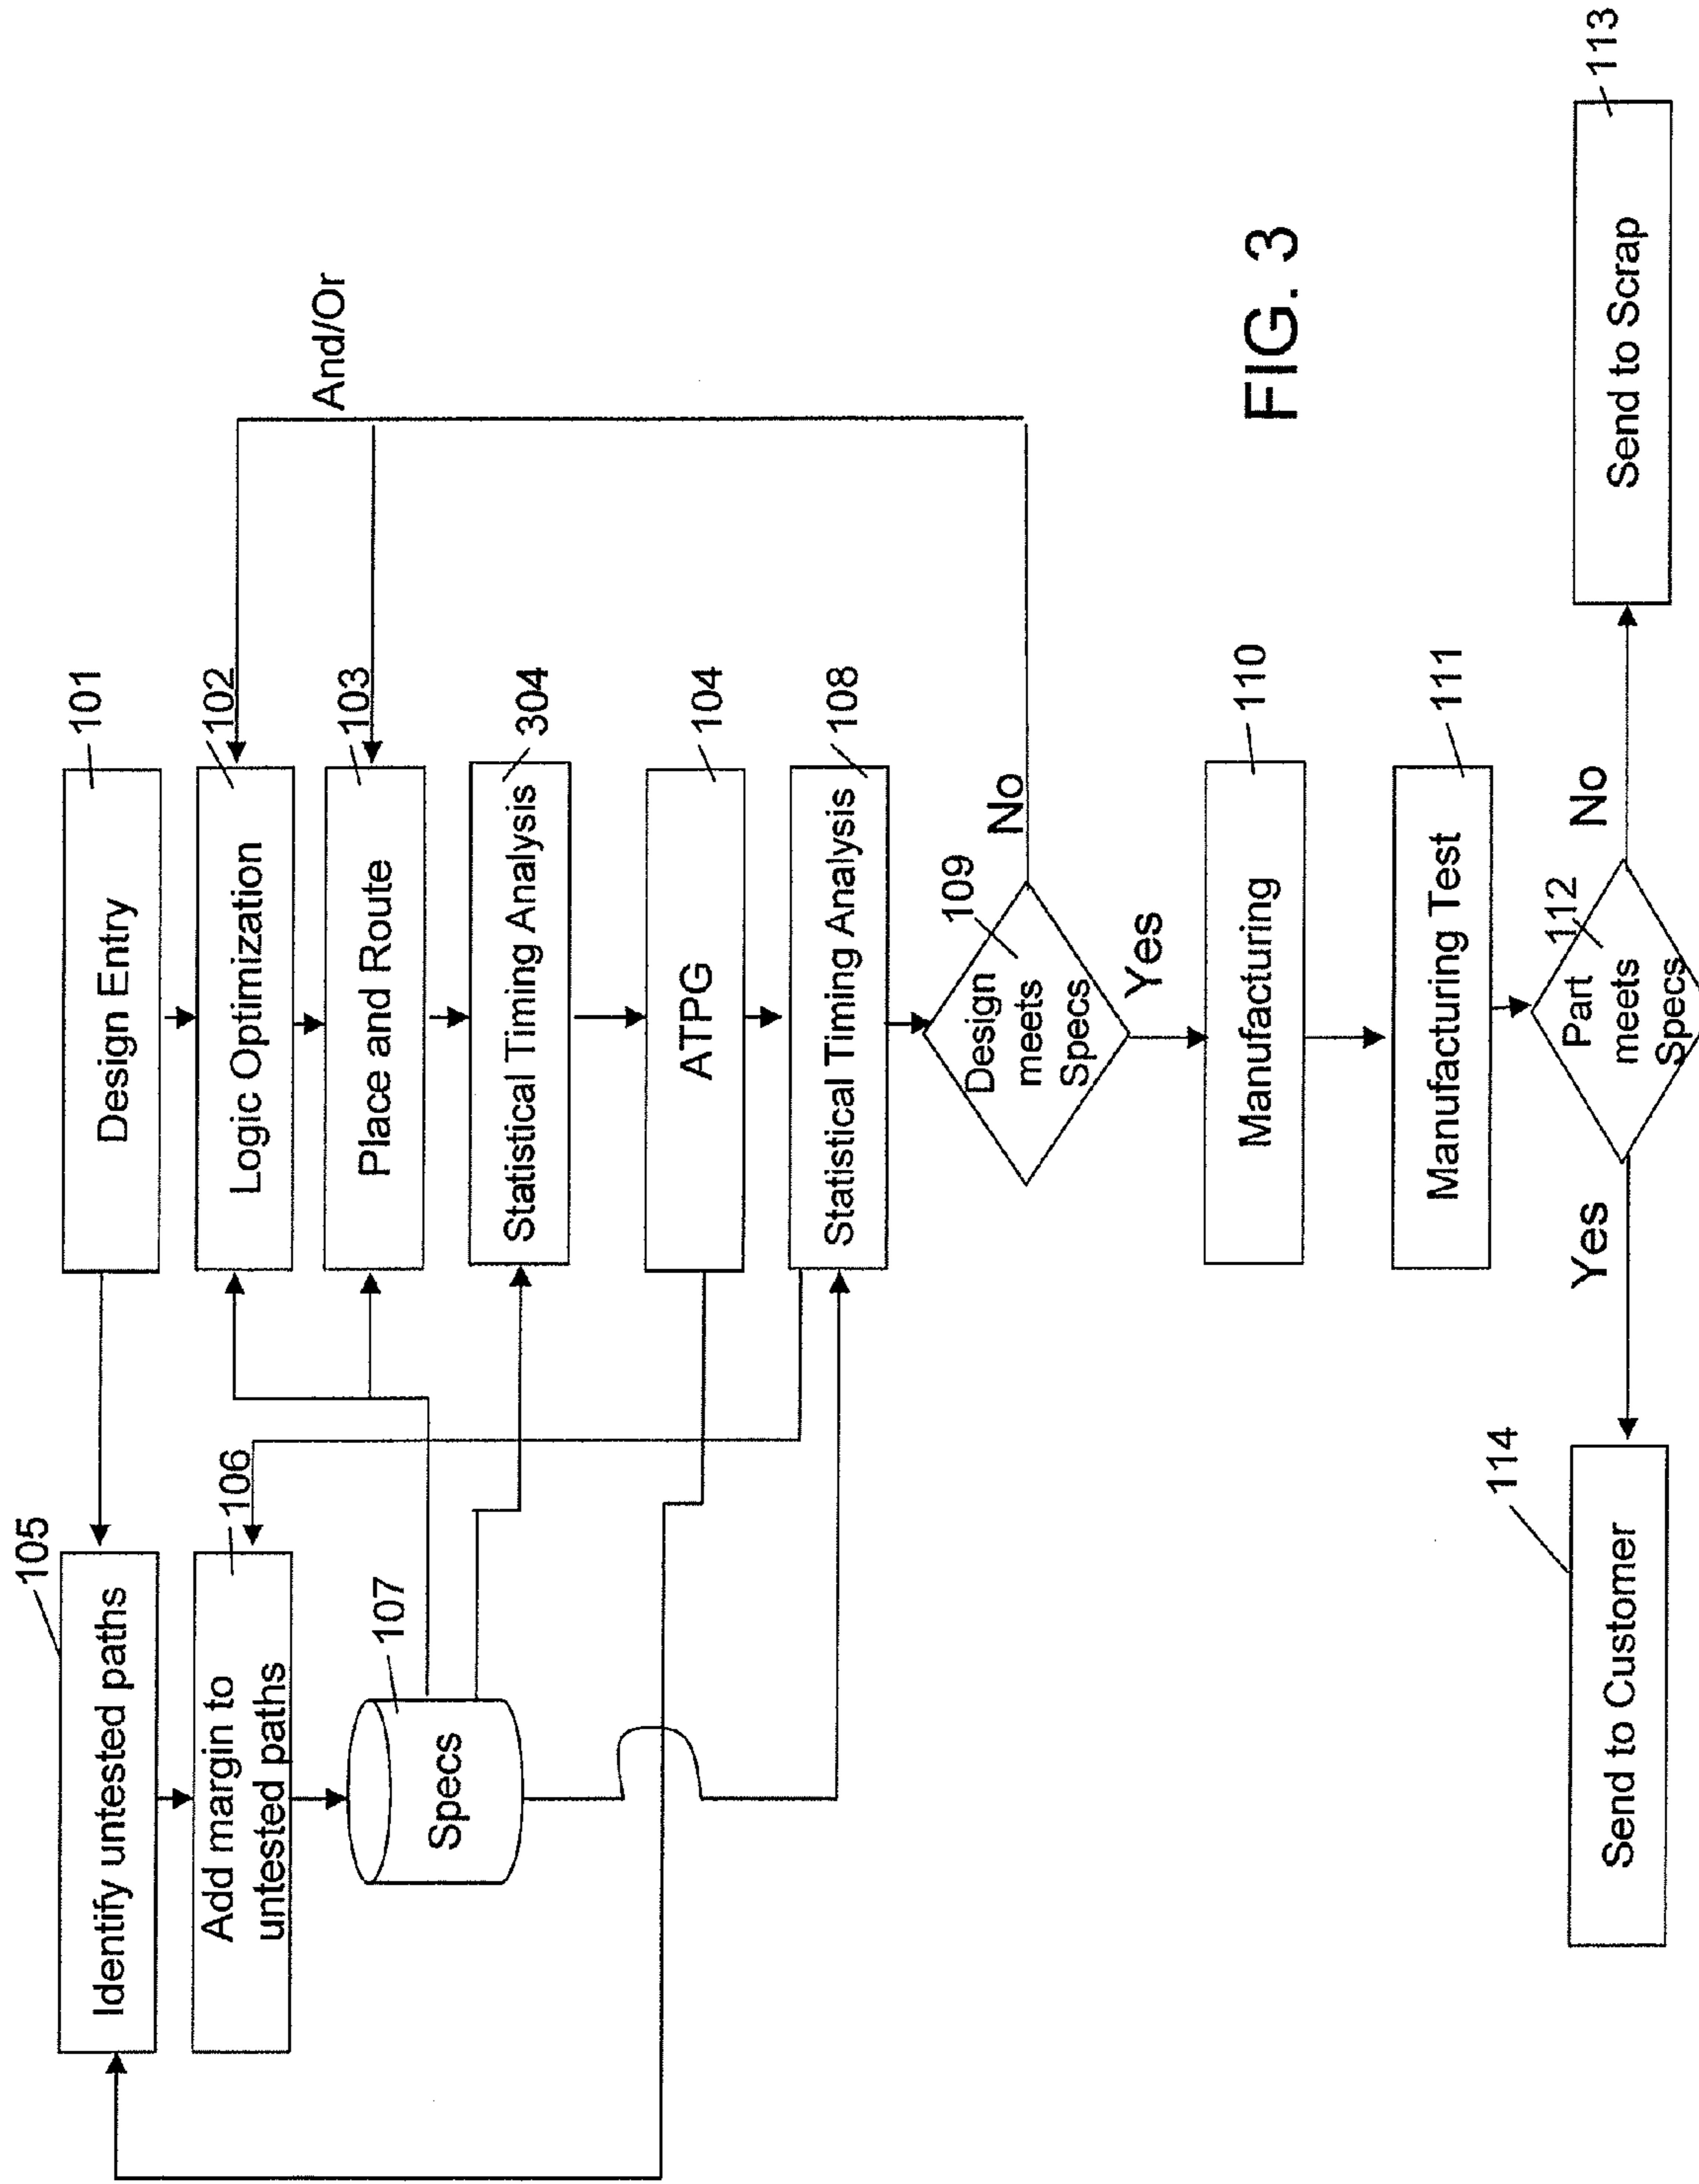 101
Design Entry
105
Identify untested paths
102
Logic Optimization
106
Add margin to
untested paths
And/Or
103
Place and Route
107
Specs
304
Statistical Timing Analysis
104
ATPG
108
Statistical Timing Analysis
109
Design
meets
Specs
No
Yes
110
Manufacturing
FIG. 3
111
Manufacturing Test
112
Part
meets
Specs
No
Yes
113
Send to Scrap
114
Send to Customer